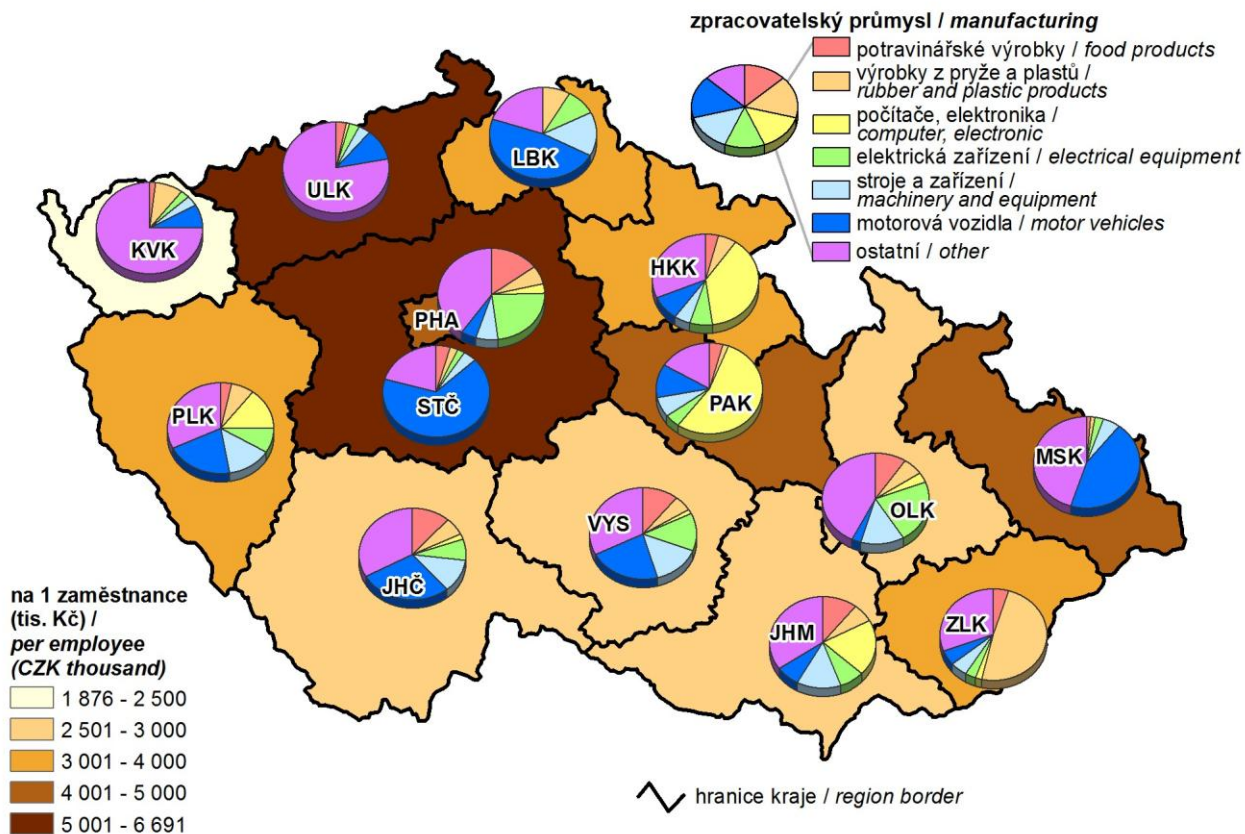 zpracovatelský průmysl / manufacturing
potravinářské výrobky / food products
výrobky z pryže a plastů /
rubber and plastic products
počítače, elektronika /
computer, electronic
elektrická zařízení / electrical equipment
stroje a zařízení /
machinery and equipment
motorová vozidla / motor vehicles
ostatní / other
LBK
ULK
KVK
HKK
PHA
STČ
PAK
PLK
MSK
OLK
VYS
JHČ
JHM
ZLK
na 1 zaměstnance
(tis. Kč) /
per employee
(CZK thousand)
1 876 - 2 500
2 501 - 3 000
3 001 - 4 000
4 001 - 5 000
5 001 - 6 691
hranice kraje / region border